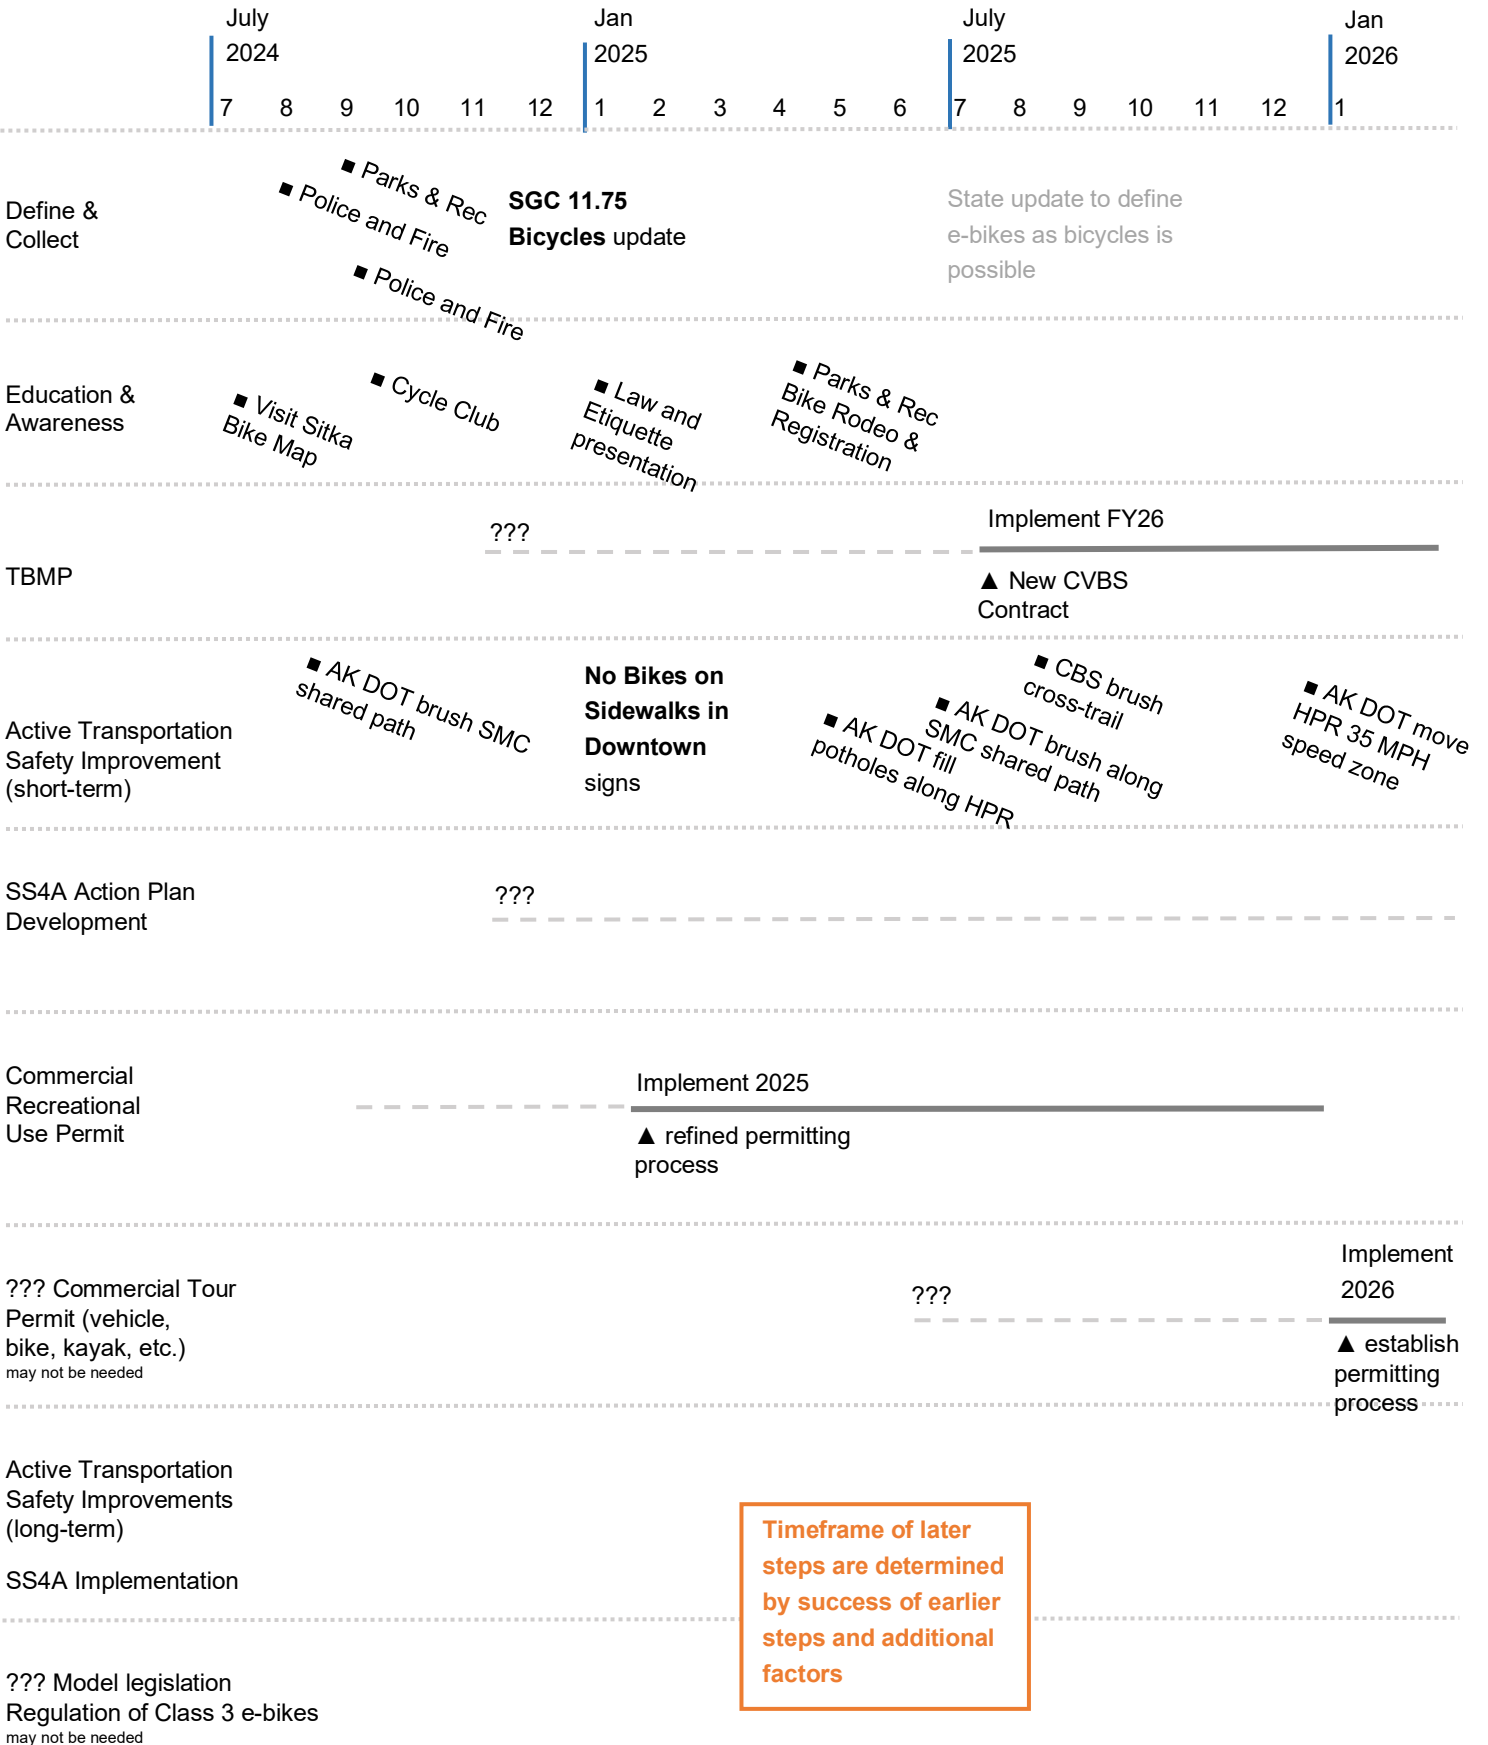 July
2024
Jan
2025
July
2025
Jan
2026
7 8 9 10 11 12 1 2 3 4 5 6 7 8 9 10 11 12 1
Define &
Collect
■ Parks & Rec
■ Police and Fire
■ Police and Fire
SGC 11.75
Bicycles update
State update to define
e-bikes as bicycles is
possible
Education &
Awareness
■ Visit Sitka
Bike Map
■ Cycle Club
■ Law and
Etiquette
presentation
■ Parks & Rec
Bike Rodeo &
Registration
TBMP
???
Implement FY26
▲ New CVBS
Contract
Active Transportation
Safety Improvement
(short-term)
■ AK DOT brush SMC
shared path
No Bikes on
Sidewalks in
Downtown
signs
■ AK DOT fill
potholes along HPR
■ AK DOT brush along
SMC shared path
■ CBS brush
cross-trail
■ AK DOT move
HPR 35 MPH
speed zone
SS4A Action Plan
Development
???
Commercial
Recreational
Use Permit
Implement 2025
▲ refined permitting
process
??? Commercial Tour
Permit (vehicle,
bike, kayak, etc.)
may not be needed
???
Implement
2026
▲ establish
permitting
process
Active Transportation
Safety Improvements
(long-term)
SS4A Implementation
Timeframe of later
steps are determined
by success of earlier
steps and additional
factors
??? Model legislation
Regulation of Class 3 e-bikes
may not be needed